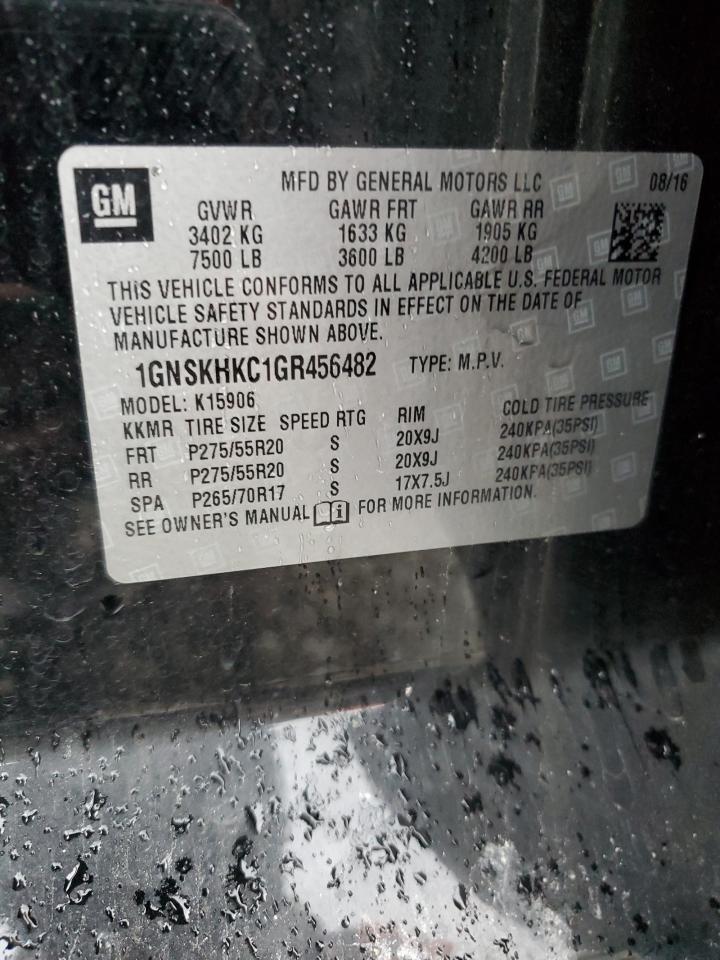 GM
MFD BY GENERAL MOTORS LLC 08/16
GVWR GAWR FRT GAWR RR
3402 KG 1633 KG 1905 KG
7500 LB 3600 LB 4200 LB
THIS VEHICLE CONFORMS TO ALL APPLICABLE U.S. FEDERAL MOTOR
VEHICLE SAFETY STANDARDS IN EFFECT ON THE DATE OF
MANUFACTURE SHOWN ABOVE.
1GNSKHKC1GR456482 TYPE: M.P.V.
MODEL: K15906
KKMR TIRE SIZE SPEED RTG RIM COLD TIRE PRESSURE
FRT P275/55R20 S 20X9J 240KPA(35PSI)
RR P275/55R20 S 20X9J 240KPA(35PSI)
SPA P265/70R17 S 17X7.5J 240KPA(35PSI)
SEE OWNER'S MANUAL i FOR MORE INFORMATION.